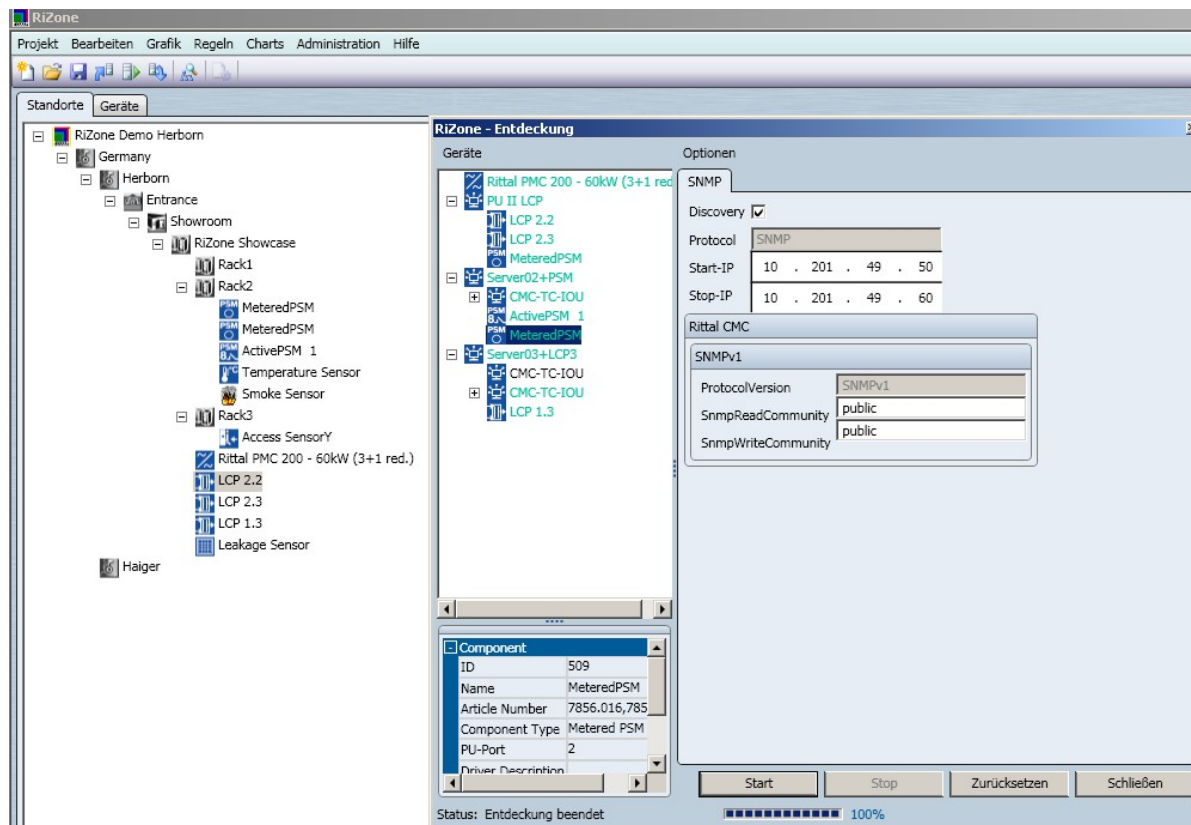 RiZone
Projekt Bearbeiten Grafik Regeln Charts Administration Hilfe
Standorte Geräte
RiZone Demo Herborn
Germany
Herborn
Entrance
Showroom
RiZone Showcase
Rack1
Rack2
MeteredPSM
MeteredPSM
ActivePSM 1
Temperature Sensor
Smoke Sensor
Rack3
Access SensorY
Rittal PMC 200 - 60kW (3+1 red.)
LCP 2.2
LCP 2.3
LCP 1.3
Leakage Sensor
Haiger
RiZone - Entdeckung
Geräte
Rittal PMC 200 - 60kW (3+1 red
PU II LCP
LCP 2.2
LCP 2.3
MeteredPSM
Server02+PSM
CMC-TC-IOU
ActivePSM 1
MeteredPSM
Server03+LCP3
CMC-TC-IOU
CMC-TC-IOU
LCP 1.3
Component
ID 509
Name MeteredPSM
Article Number 7856.016,785
Component Type Metered PSM
PU-Port 2
Driver Description
Status: Entdeckung beendet
Optionen
SNMP
Discovery
Protocol SNMP
Start-IP 10 . 201 . 49 . 50
Stop-IP 10 . 201 . 49 . 60
Rittal CMC
SNMPv1
ProtocolVersion SNMPv1
SnmpReadCommunity public
SnmpWriteCommunity public
Start Stop Zurücksetzen Schließen
100%